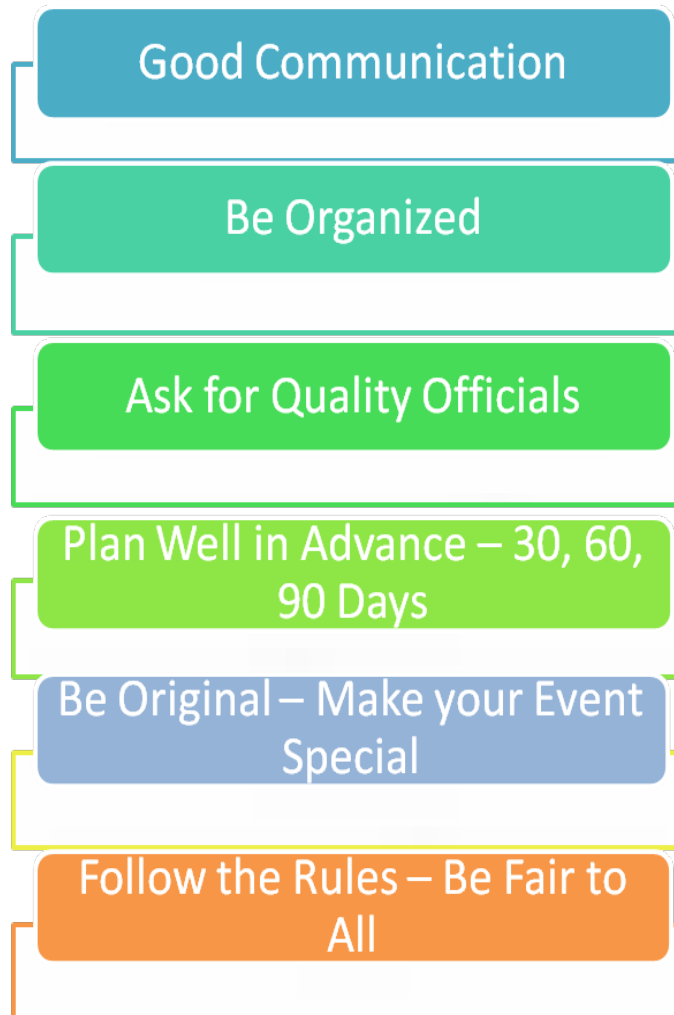 Good Communication
Be Organized
Ask for Quality Officials
Plan Well in Advance – 30, 60,
90 Days
Be Original – Make your Event
Special
Follow the Rules – Be Fair to
All